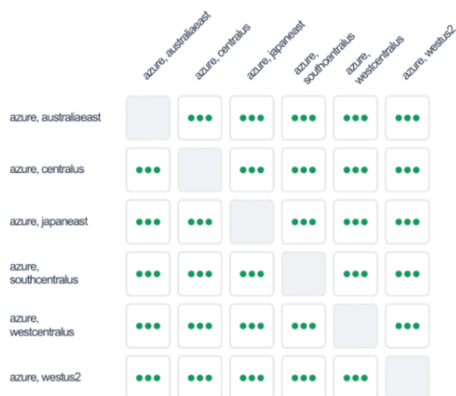 azure, australiaeast
azure, centralus
azure, japaneast
azure,
southcentralus
azure,
westcentralus
azure, westus2
azure, australiaeast
azure, centralus
azure, japaneast
azure,
southcentralus
azure,
westcentralus
azure, westus2